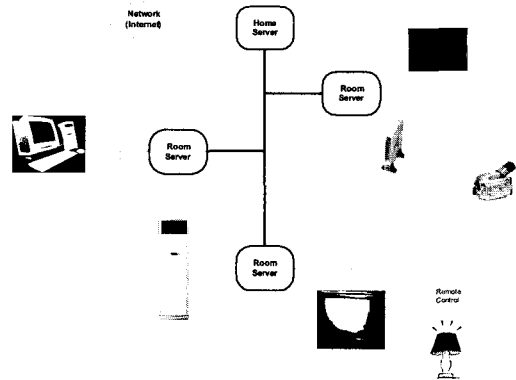 Network
(Internet)
Home
Server
Room
Server
Room
Server
Room
Server
Remote
Control